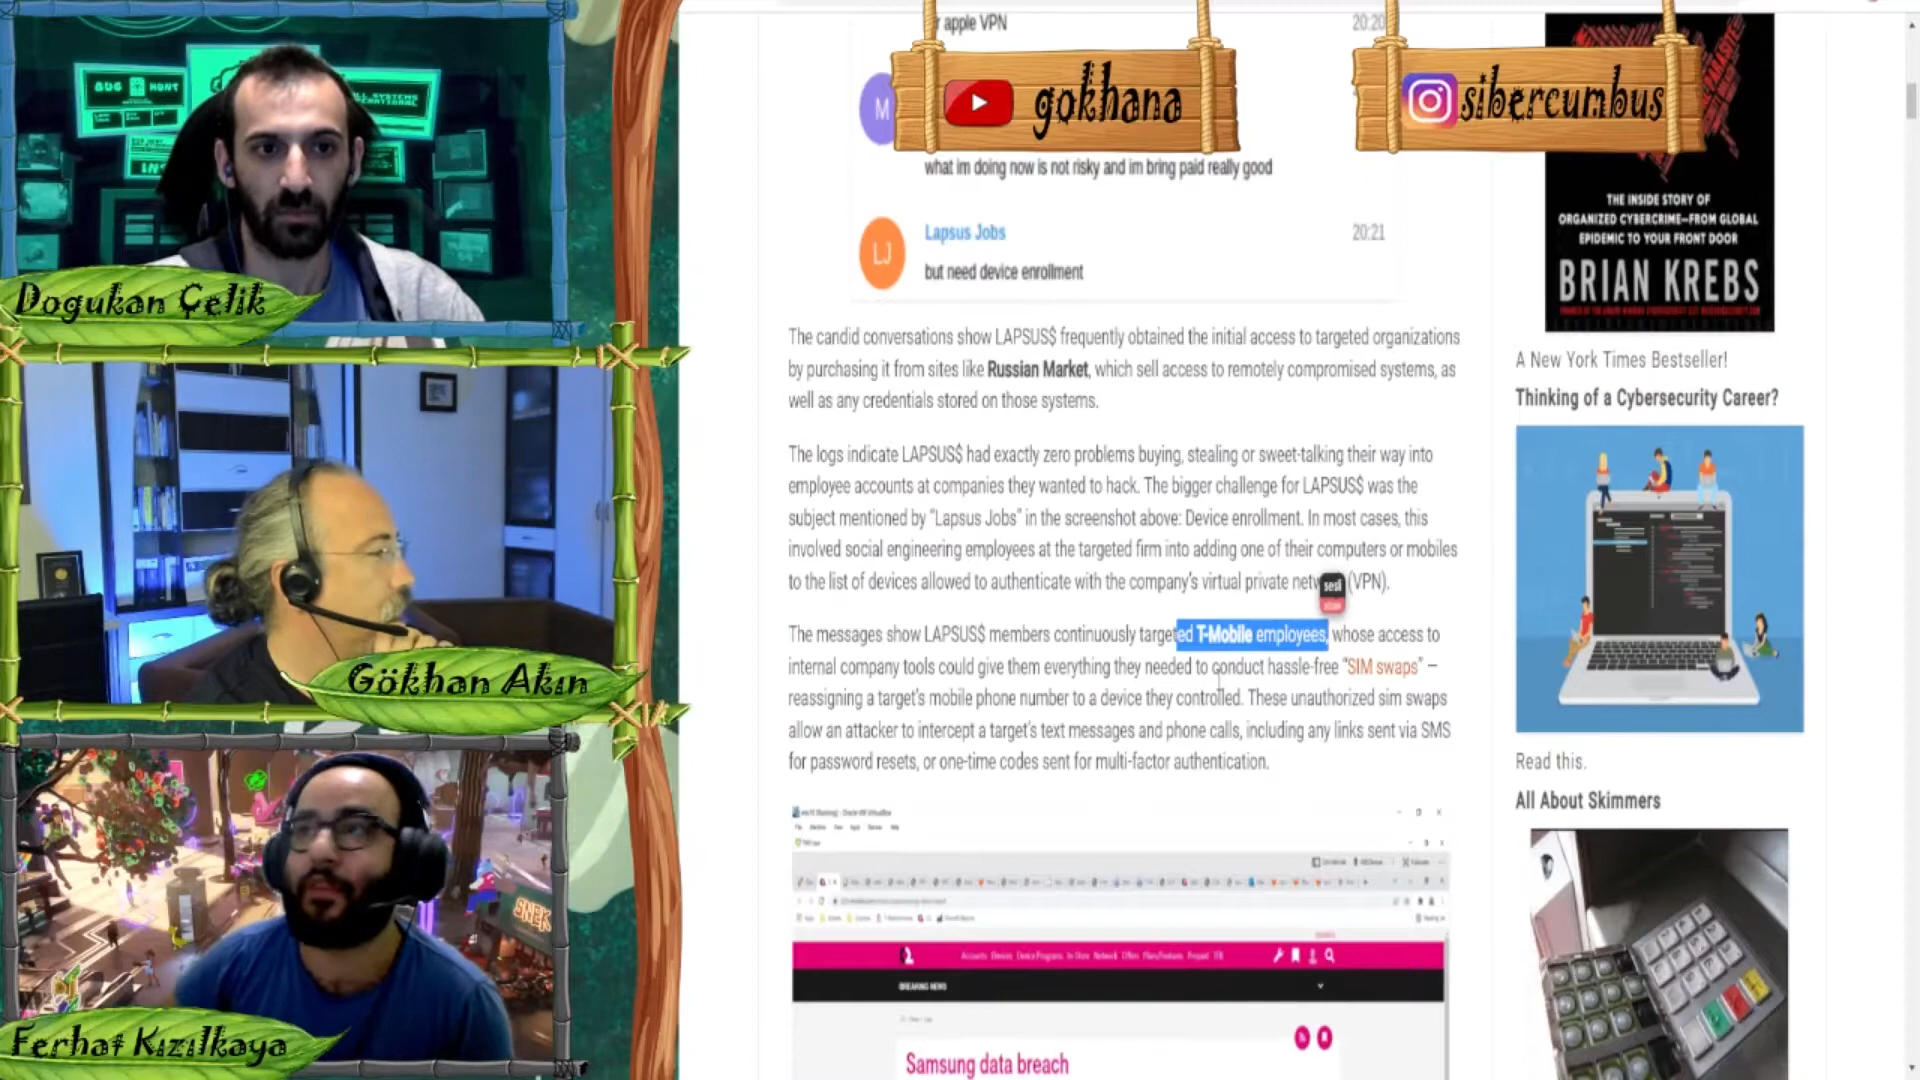 BUG HUNT
Dogukan Çelik
Gökhan Akın
SNEK
Ferhat Kızılkaya
apple VPN
20:20
gokhana
sibercumbus
M
what im doing now is not risky and im bring paid really good
LJ
Lapsus Jobs
20:21
but need device enrollment
The candid conversations show LAPSUS$ frequently obtained the initial access to targeted organizations
by purchasing it from sites like Russian Market, which sell access to remotely compromised systems, as
well as any credentials stored on those systems.
The logs indicate LAPSUS$ had exactly zero problems buying, stealing or sweet-talking their way into
employee accounts at companies they wanted to hack. The bigger challenge for LAPSUS$ was the
subject mentioned by “Lapsus Jobs” in the screenshot above: Device enrollment. In most cases, this
involved social engineering employees at the targeted firm into adding one of their computers or mobiles
to the list of devices allowed to authenticate with the company’s virtual private netw (VPN).
sesli
The messages show LAPSUS$ members continuously targeted T-Mobile employees, whose access to
internal company tools could give them everything they needed to conduct hassle-free “SIM swaps” —
reassigning a target’s mobile phone number to a device they controlled. These unauthorized sim swaps
allow an attacker to intercept a target’s text messages and phone calls, including any links sent via SMS
for password resets, or one-time codes sent for multi-factor authentication.
BREAKING NEWS
Samsung data breach
THE INSIDE STORY OF
ORGANIZED CYBERCRIME—FROM GLOBAL
EPIDEMIC TO YOUR FRONT DOOR
BRIAN KREBS
A New York Times Bestseller!
Thinking of a Cybersecurity Career?
Read this.
All About Skimmers